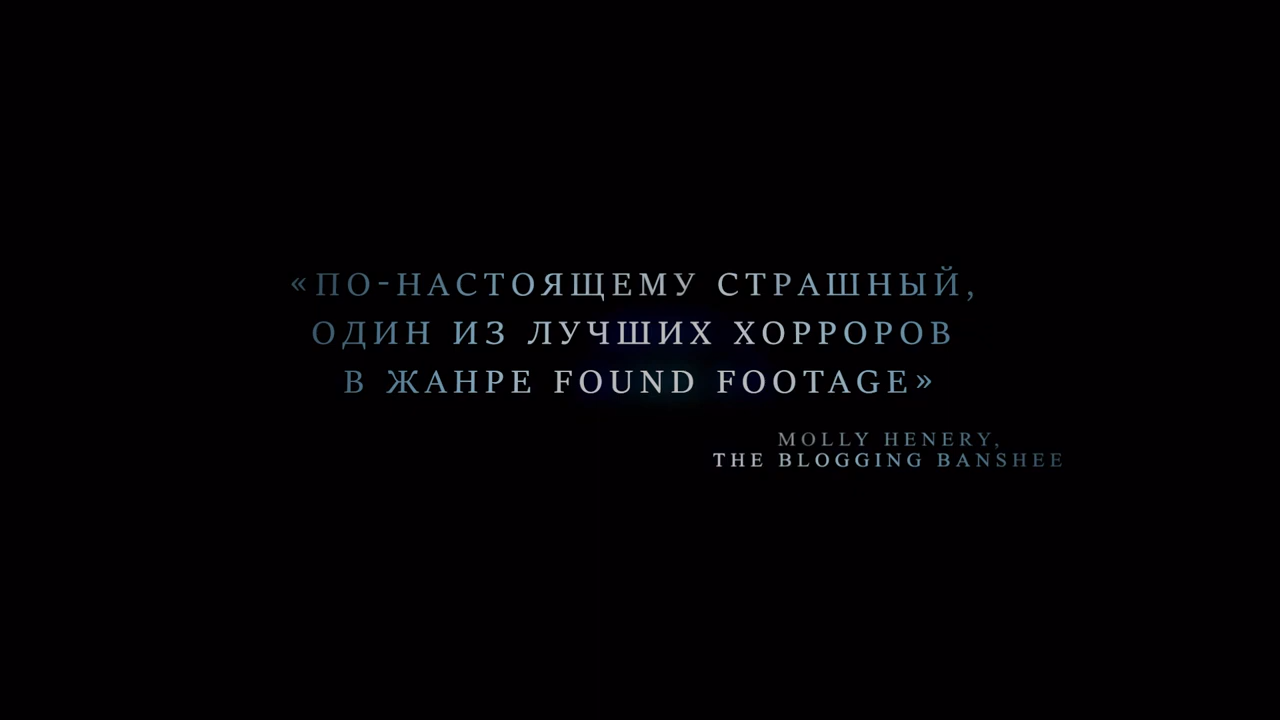 «ПО-НАСТОЯЩЕМУ СТРАШНЫЙ,
ОДИН ИЗ ЛУЧШИХ ХОРРОРОВ
В ЖАНРЕ FOUND FOOTAGE»
MOLLY HENERY,
THE BLOGGING BANSHEE